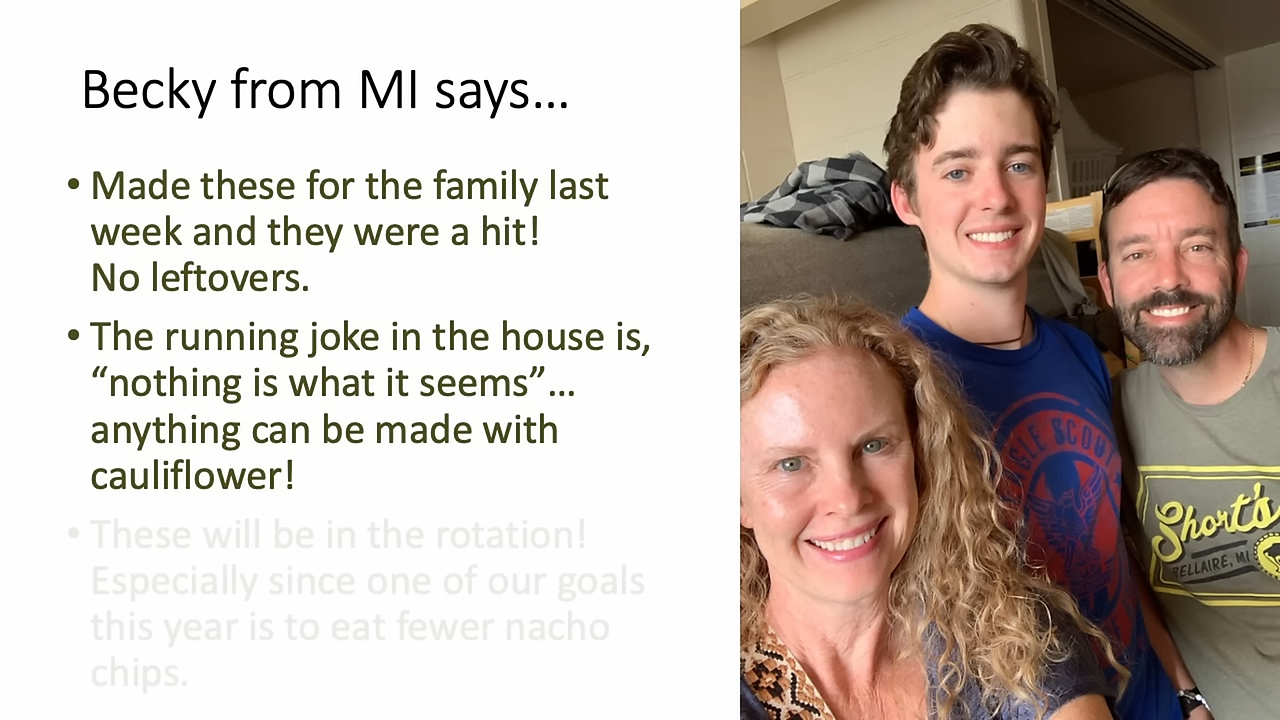 Becky from MI says…
• Made these for the family last
week and they were a hit!
No leftovers.
• The running joke in the house is,
“nothing is what it seems”…
anything can be made with
cauliflower!
• These will be in the rotation!
Especially since one of our goals
this year is to eat fewer nacho
chips.
GLE SCOUT
Short's
BELLAIRE, MI